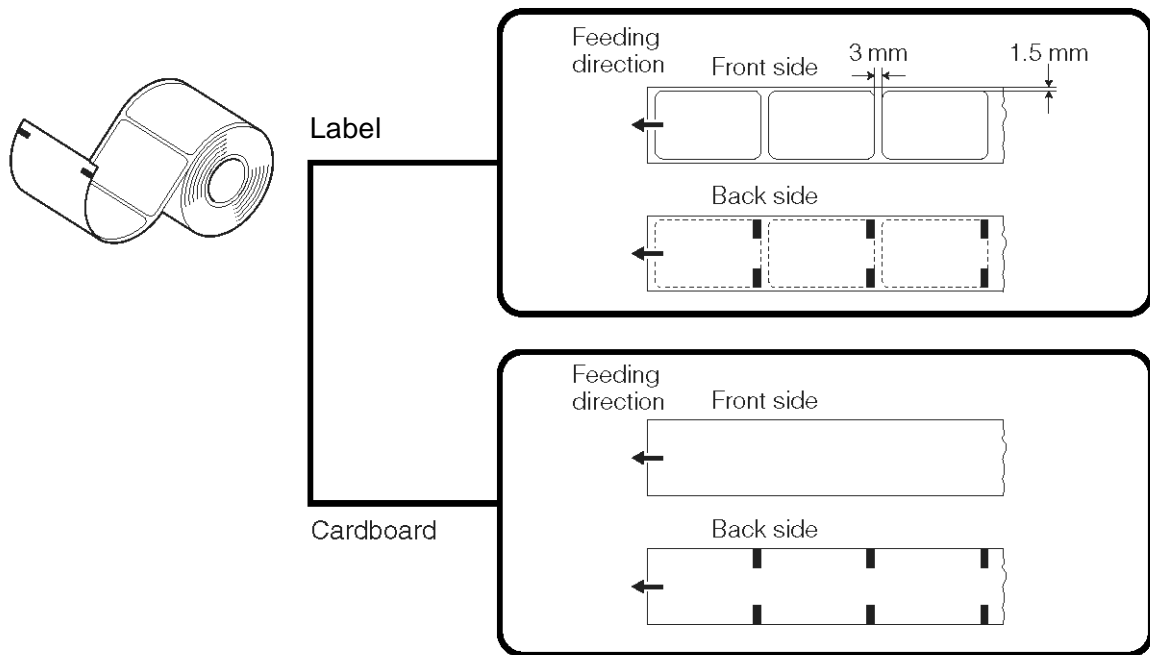 Label
Feeding
direction
Front side
3 mm
1.5 mm
Back side
Cardboard
Feeding
direction
Front side
Back side